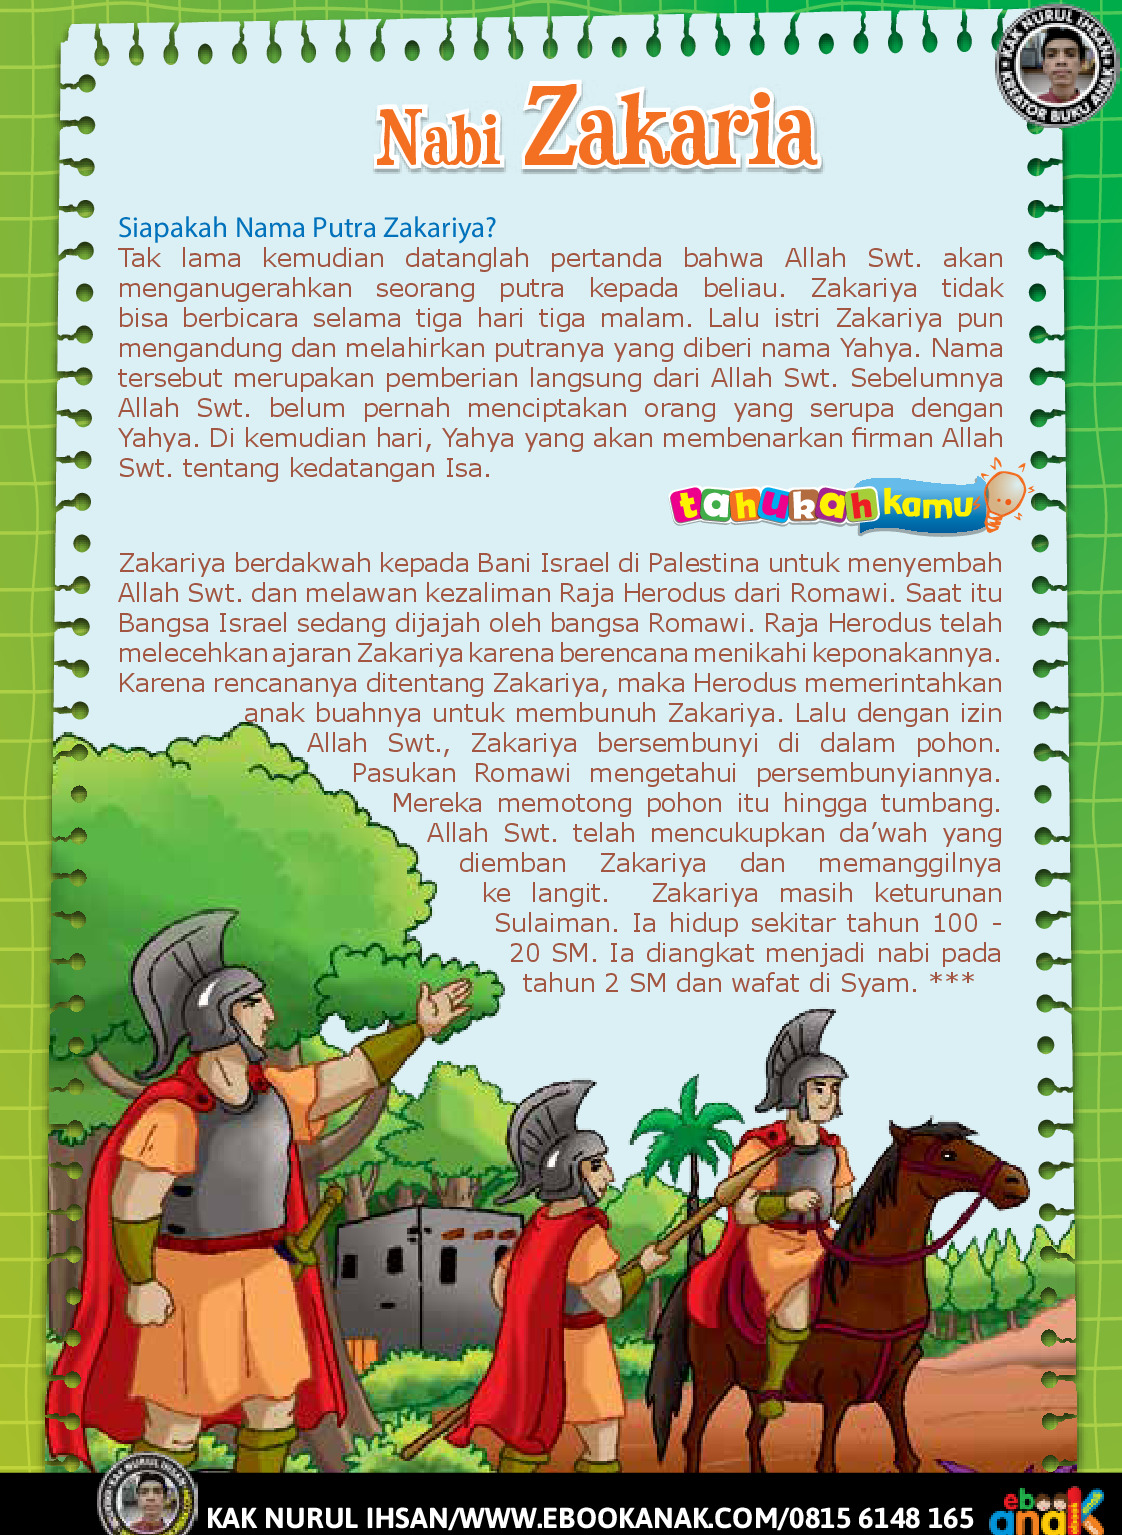 KAK NURUL IHSAN
KREATOR BUKU ANAK
Nabi Zakaria
Siapakah Nama Putra Zakariya?
Tak lama kemudian datanglah pertanda bahwa Allah Swt. akan
menganugerahkan seorang putra kepada beliau. Zakariya tidak
bisa berbicara selama tiga hari tiga malam. Lalu istri Zakariya pun
mengandung dan melahirkan putranya yang diberi nama Yahya. Nama
tersebut merupakan pemberian langsung dari Allah Swt. Sebelumnya
Allah Swt. belum pernah menciptakan orang yang serupa dengan
Yahya. Di kemudian hari, Yahya yang akan membenarkan firman Allah
Swt. tentang kedatangan Isa.
tahukah kamu
Zakariya berdakwah kepada Bani Israel di Palestina untuk menyembah
Allah Swt. dan melawan kezaliman Raja Herodus dari Romawi. Saat itu
Bangsa Israel sedang dijajah oleh bangsa Romawi. Raja Herodus telah
melecehkan ajaran Zakariya karena berencana menikahi keponakannya.
Karena rencananya ditentang Zakariya, maka Herodus memerintahkan
anak buahnya untuk membunuh Zakariya. Lalu dengan izin
Allah Swt., Zakariya bersembunyi di dalam pohon.
Pasukan Romawi mengetahui persembunyiannya.
Mereka memotong pohon itu hingga tumbang.
Allah Swt. telah mencukupkan da’wah yang
diemban Zakariya dan memanggilnya
ke langit. Zakariya masih keturunan
Sulaiman. Ia hidup sekitar tahun 100 -
20 SM. Ia diangkat menjadi nabi pada
tahun 2 SM dan wafat di Syam. ***
KAK NURUL IHSAN
KAK NURUL IHSAN/WWW.EBOOKANAK.COM/0815 6148 165
ebook
anak